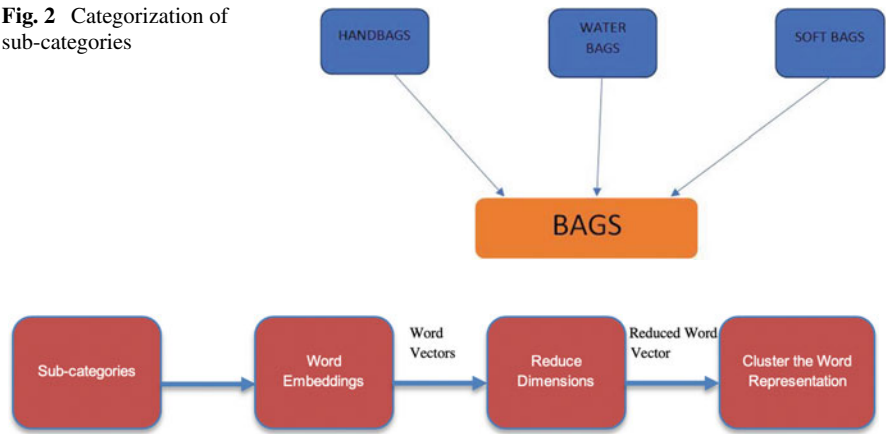 Fig. 2 Categorization of
sub-categories
HANDBAGS
WATER
BAGS
SOFT BAGS
BAGS
Sub-categories
Word
Embeddings
Word
Vectors
Reduce
Dimensions
Reduced Word
Vector
Cluster the Word
Representation